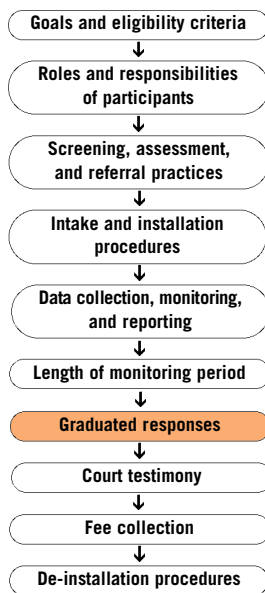 Goals and eligibility criteria
Roles and responsibilities
of participants
Screening, assessment,
and referral practices
Intake and installation
procedures
Data collection, monitoring,
and reporting
Length of monitoring period
Graduated responses
Court testimony
Fee collection
De-installation procedures